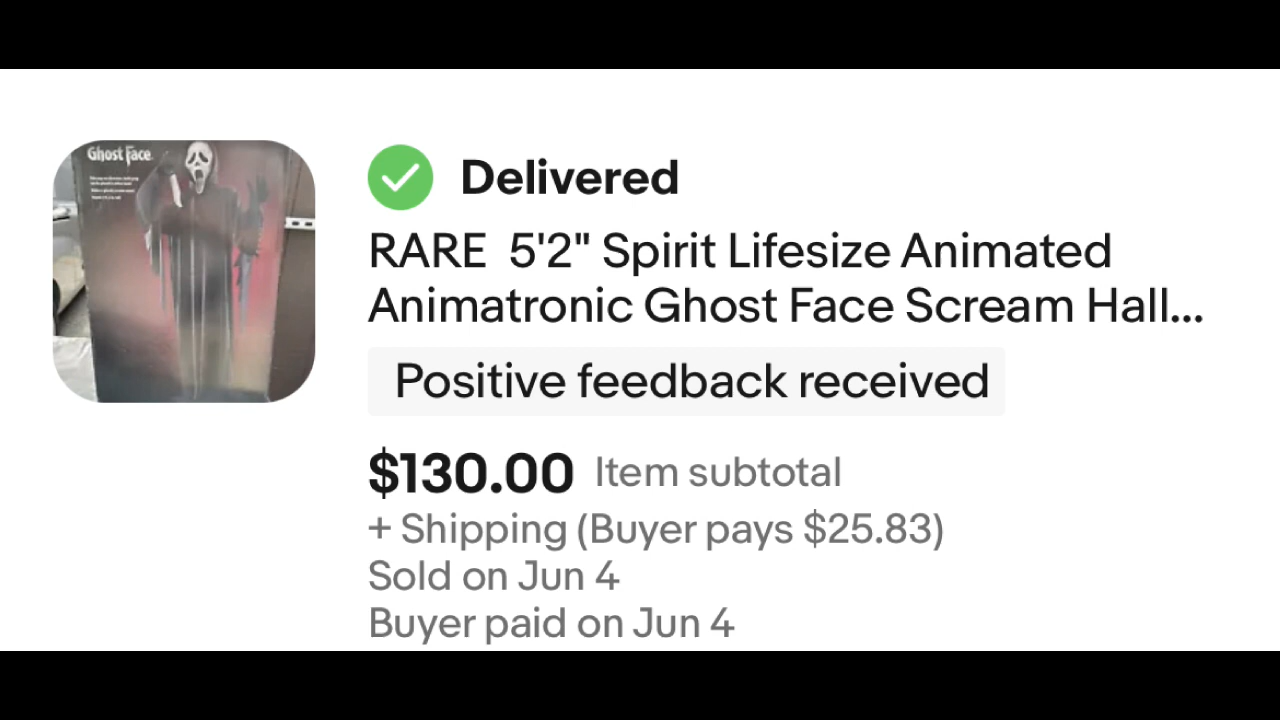 Ghost Face
Delivered
RARE 5'2" Spirit Lifesize Animated
Animatronic Ghost Face Scream Hall...
Positive feedback received
$130.00 Item subtotal
+ Shipping (Buyer pays $25.83)
Sold on Jun 4
Buyer paid on Jun 4